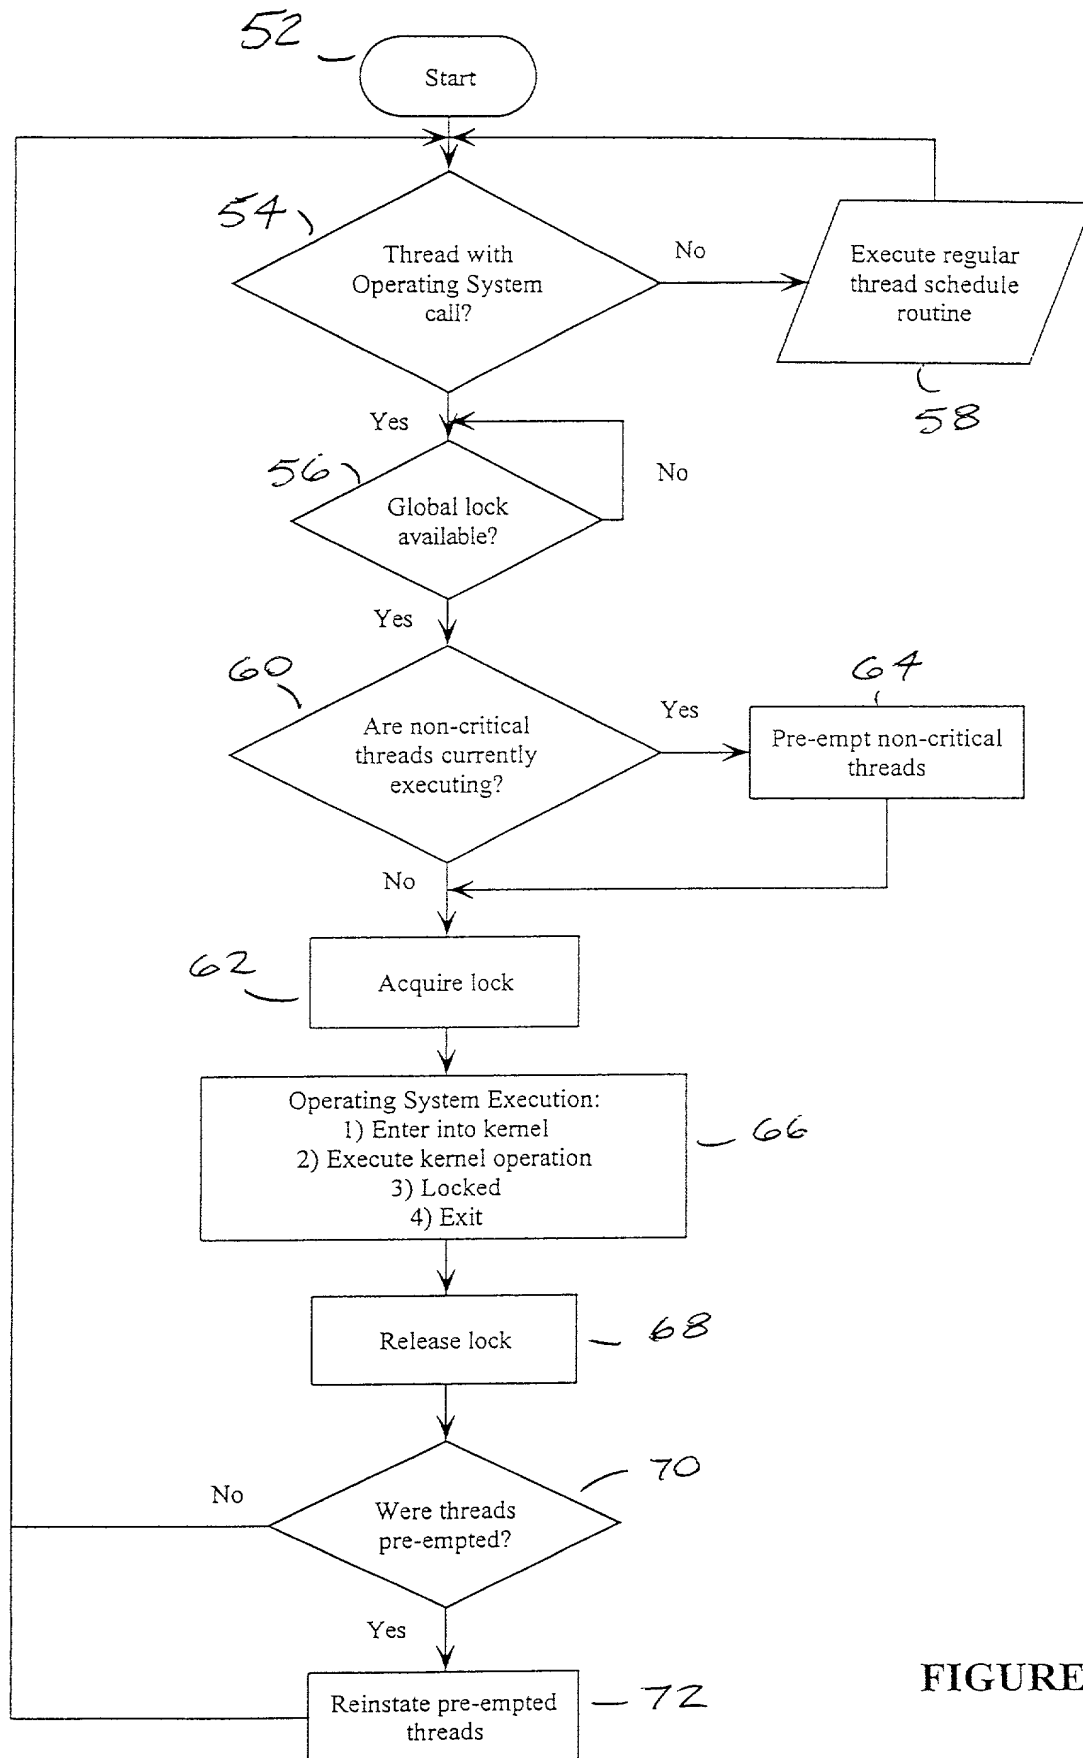 52
Start
54
Thread with
Operating System
call?
No
Execute regular
thread schedule
routine
58
Yes
56
Global lock
available?
No
Yes
60
Are non-critical
threads currently
executing?
Yes
64
Pre-empt non-critical
threads
No
62
Acquire lock
Operating System Execution:
1) Enter into kernel
2) Execute kernel operation
3) Locked
4) Exit
66
Release lock
68
70
No
Were threads
pre-empted?
Yes
Reinstate pre-empted
threads
72
FIGURE